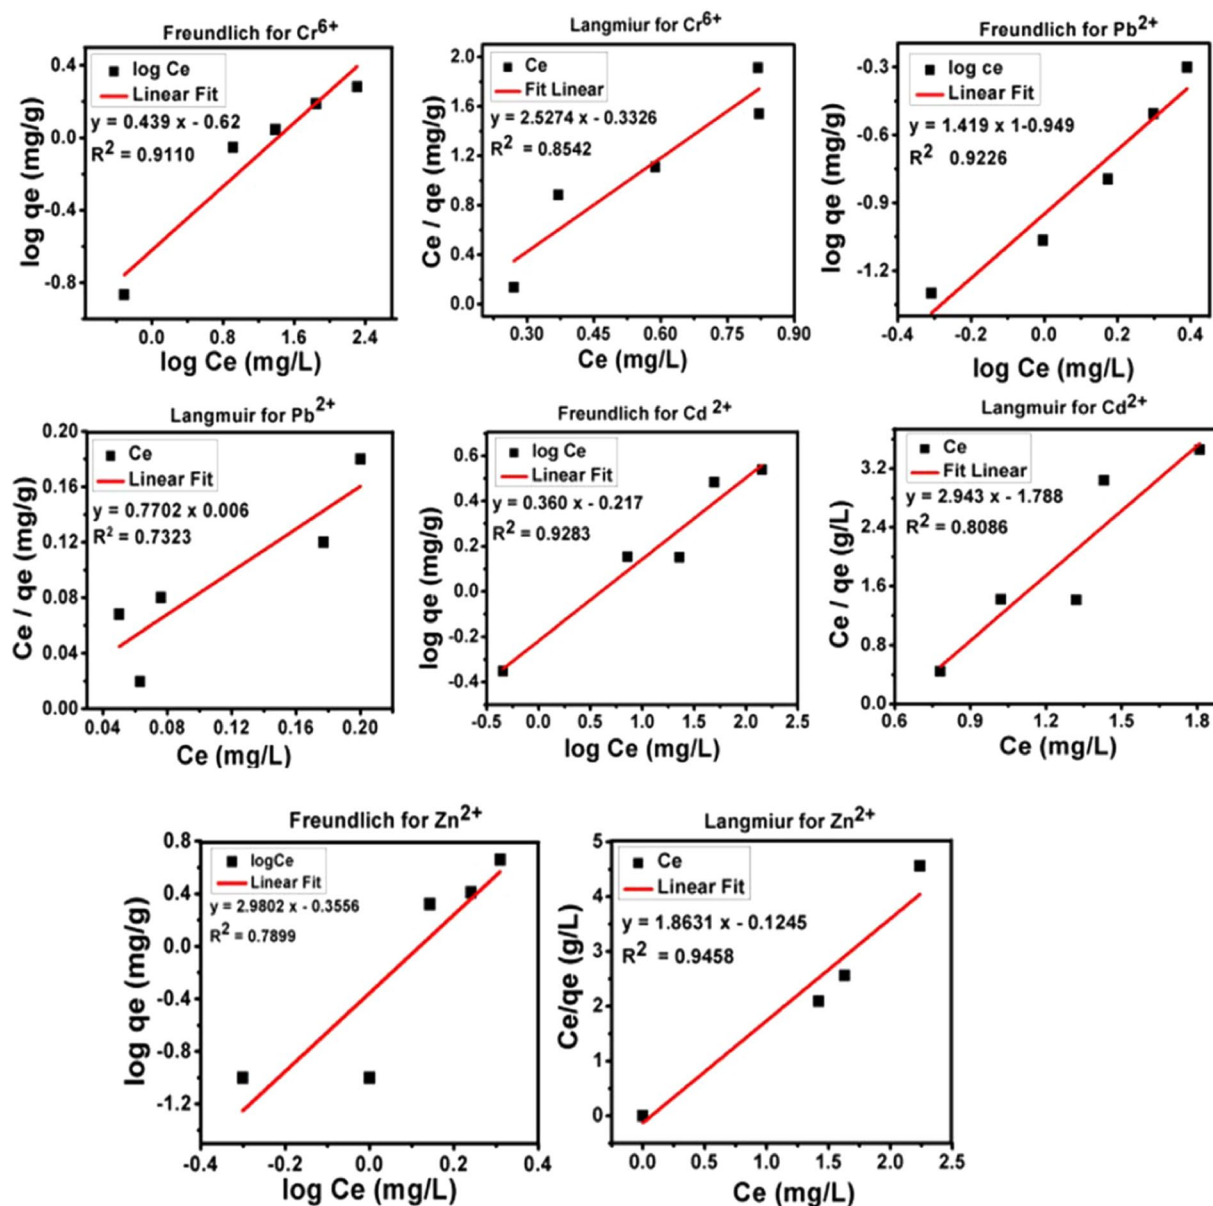 Freundlich for Cr6+
log Ce
Linear Fit
y = 0.439 x - 0.62
R2 = 0.9110
0.4
0.0
-0.4
-0.8
log qe (mg/g)
0.0 0.8 1.6 2.4
log Ce (mg/L)
Langmiur for Cr6+
Ce
Fit Linear
y = 2.5274 x - 0.3326
R2 = 0.8542
2.0
1.6
1.2
0.8
0.4
0.0
Ce / qe (mg/g)
0.30 0.45 0.60 0.75 0.90
Ce (mg/L)
Freundlich for Pb2+
log ce
Linear Fit
y = 1.419 x 1-0.949
R2 0.9226
-0.3
-0.6
-0.9
-1.2
log qe (mg/g)
-0.4 -0.2 0.0 0.2 0.4
log Ce (mg/L)
Langmuir for Pb2+
Ce
Linear Fit
y = 0.7702 x 0.006
R2 = 0.7323
0.20
0.16
0.12
0.08
0.04
0.00
Ce / qe (mg/g)
0.04 0.08 0.12 0.16 0.20
Ce (mg/L)
Freundlich for Cd 2+
log Ce
Linear Fit
y = 0.360 x - 0.217
R2 = 0.9283
0.6
0.4
0.2
0.0
-0.2
-0.4
log qe (mg/g)
-0.5 0.0 0.5 1.0 1.5 2.0 2.5
log Ce (mg/L)
Langmuir for Cd2+
Ce
Fit Linear
y = 2.943 x - 1.788
R2 = 0.8086
3.2
2.4
1.6
0.8
0.0
Ce / qe (g/L)
0.6 0.9 1.2 1.5 1.8
Ce (mg/L)
Freundlich for Zn2+
logCe
Linear Fit
y = 2.9802 x - 0.3556
R2 = 0.7899
0.8
0.4
0.0
-0.4
-0.8
-1.2
log qe (mg/g)
-0.4 0.0 0.4
log Ce (mg/L)
Langmiur for Zn2+
Ce
Linear Fit
y = 1.8631 x - 0.1245
R2 = 0.9458
5
4
3
2
1
0
Ce/qe (g/L)
0.0 0.5 1.0 1.5 2.0 2.5
Ce (mg/L)